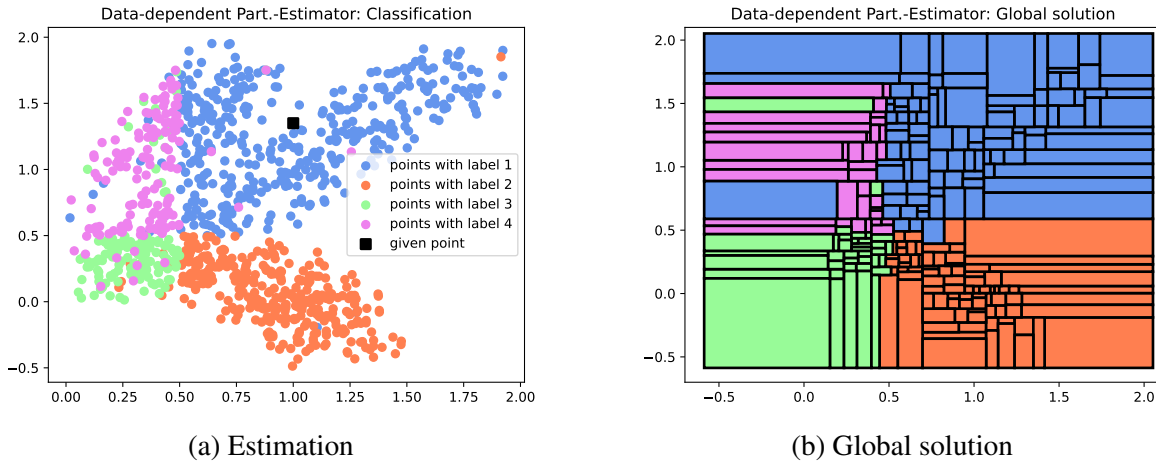 Data-dependent Part.-Estimator: Classification
2.0
1.5
1.0
0.5
0.0
−0.5
0.00 0.25 0.50 0.75 1.00 1.25 1.50 1.75 2.00
points with label 1
points with label 2
points with label 3
points with label 4
given point
(a) Estimation
Data-dependent Part.-Estimator: Global solution
2.0
1.5
1.0
0.5
0.0
−0.5
−0.5 0.0 0.5 1.0 1.5 2.0
(b) Global solution